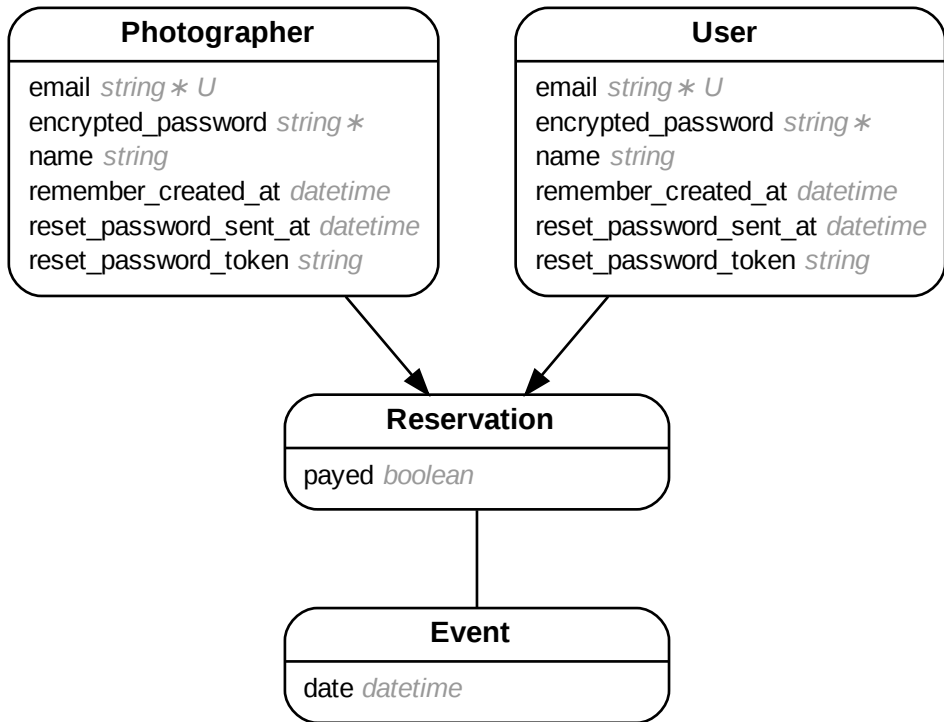 Photographer
email string∗ U
encrypted_password string∗
name string
remember_created_at datetime
reset_password_sent_at datetime
reset_password_token string
User
email string∗ U
encrypted_password string∗
name string
remember_created_at datetime
reset_password_sent_at datetime
reset_password_token string
Reservation
payed boolean
Event
date datetime